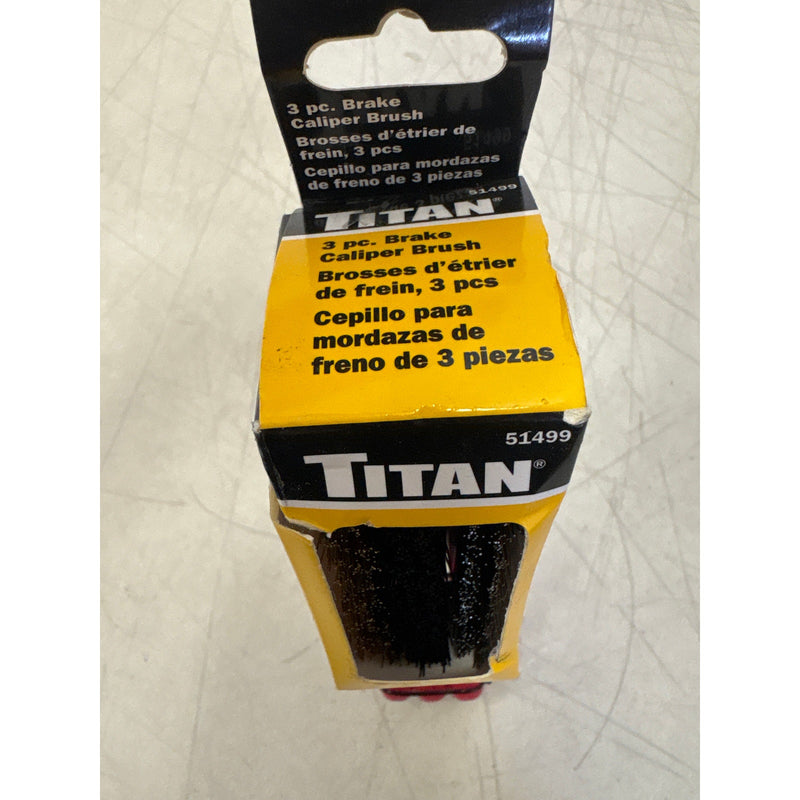 3 pc. Brake
Caliper Brush
Brosses d'étrier de
frein, 3 pcs
Cepillo para mordazas
de freno de 3 piezas
51499
TITAN®
3 pc. Brake
Caliper Brush
Brosses d'étrier
de frein, 3 pcs
Cepillo para
mordazas de
freno de 3 piezas
51499
TITAN®